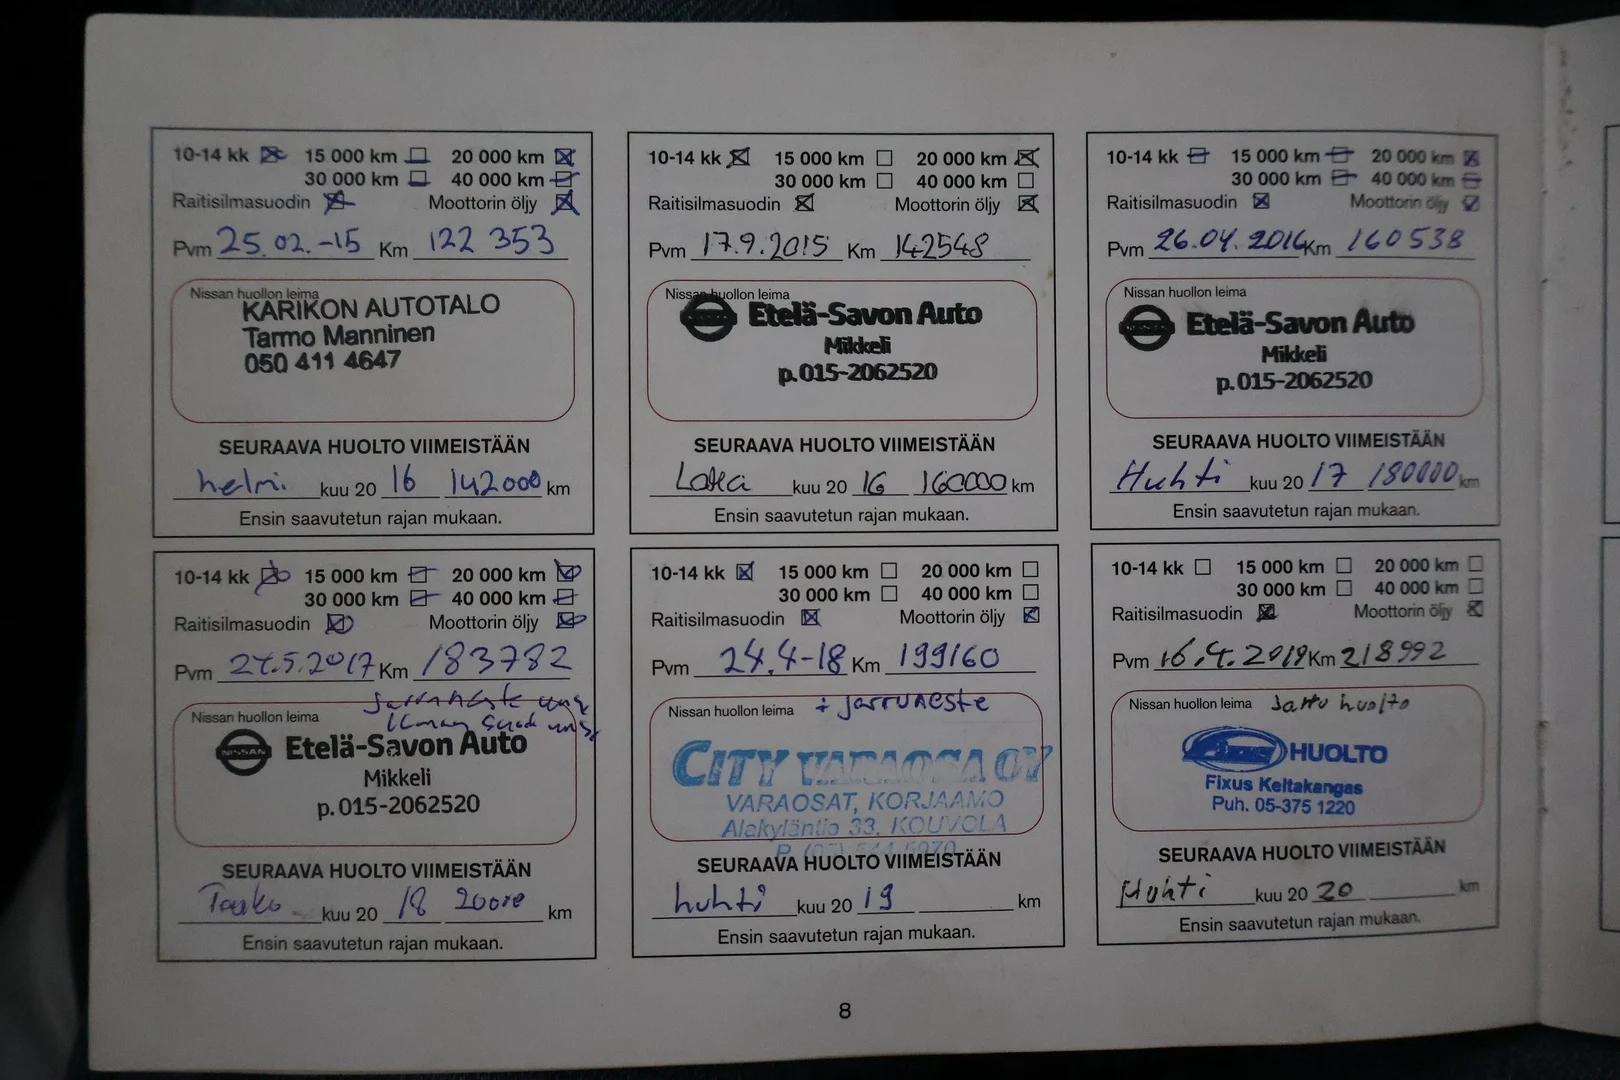 10-14 kk 15 000 km 20 000 km
30 000 km 40 000 km
Raitisilmasuodin Moottorin öljy
Pvm 25.02.-15 Km 122 353
Nissan huollon leima
KARIKON AUTOTALO
Tarmo Manninen
050 411 4647
SEURAAVA HUOLTO VIIMEISTÄÄN
helmi kuu 20 16 142000 km
Ensin saavutetun rajan mukaan.
10-14 kk 15 000 km 20 000 km
30 000 km 40 000 km
Raitisilmasuodin Moottorin öljy
Pvm 17.9.2015 Km 142548
Nissan huollon leima
NISSAN Etelä-Savon Auto
Mikkeli
p.015-2062520
SEURAAVA HUOLTO VIIMEISTÄÄN
kuu 20 16 160000 km
Ensin saavutetun rajan mukaan.
10-14 kk 15 000 km 20 000 km
30 000 km 40 000 km
Raitisilmasuodin Moottorin öljy
Pvm 26.04.2016 Km 160538
Nissan huollon leima
NISSAN Etelä-Savon Auto
Mikkeli
p.015-2062520
SEURAAVA HUOLTO VIIMEISTÄÄN
Huhti kuu 20 17 180000 km
Ensin saavutetun rajan mukaan.
10-14 kk 15 000 km 20 000 km
30 000 km 40 000 km
Raitisilmasuodin Moottorin öljy
Pvm Km 183782
Jarruneste
Nissan huollon leima
NISSAN Etelä-Savon Auto
Mikkeli
p.015-2062520
SEURAAVA HUOLTO VIIMEISTÄÄN
Touko kuu 20 18 km
Ensin saavutetun rajan mukaan.
10-14 kk 15 000 km 20 000 km
30 000 km 40 000 km
Raitisilmasuodin Moottorin öljy
Pvm 24.4-18 Km 199160
Nissan huollon leima + jarruneste
CITY VARAOSA OY
VARAOSAT, KORJAAMO
Alakyläntie 33, KOUVOLA
SEURAAVA HUOLTO VIIMEISTÄÄN
huhti kuu 20 19 km
Ensin saavutetun rajan mukaan.
10-14 kk 15 000 km 20 000 km
30 000 km 40 000 km
Raitisilmasuodin Moottorin öljy
Pvm 16.4.2019 Km 218992
Nissan huollon leima Jarru huolto
HUOLTO
Fixus Keltakangas
Puh. 05-375 1220
SEURAAVA HUOLTO VIIMEISTÄÄN
Huhti kuu 20 20 km
Ensin saavutetun rajan mukaan.
8